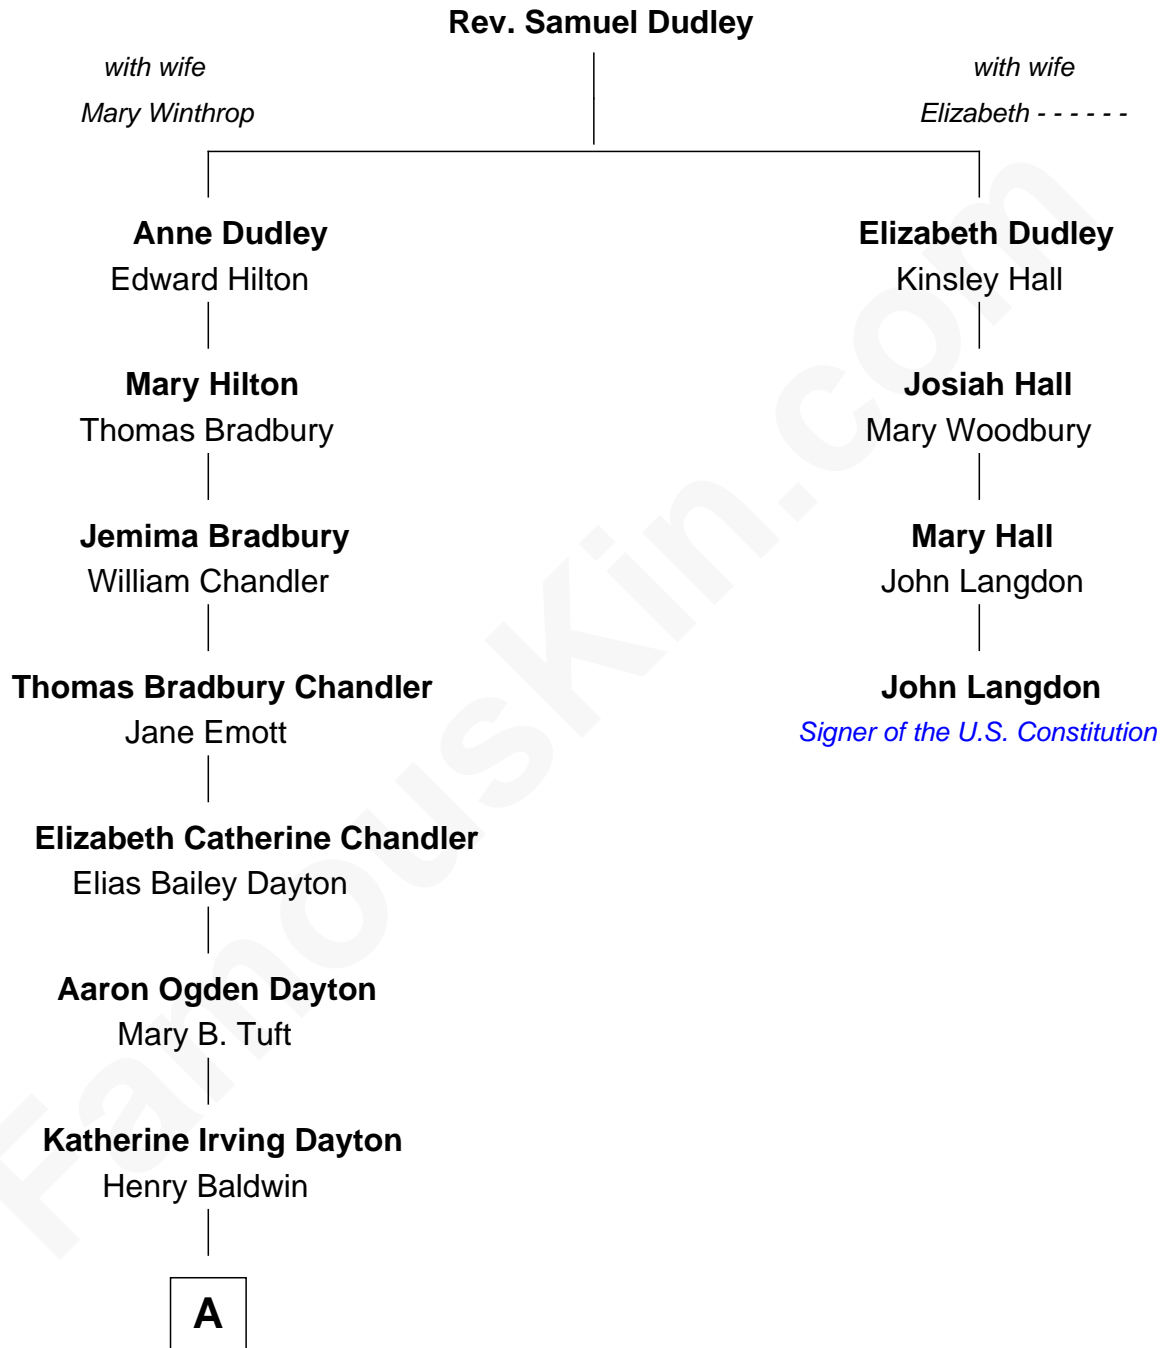 Rev. Samuel Dudley
with wife
Mary Winthrop
with wife
Elizabeth - - - - - -
Anne Dudley
Edward Hilton
Elizabeth Dudley
Kinsley Hall
Mary Hilton
Thomas Bradbury
Josiah Hall
Mary Woodbury
Jemima Bradbury
William Chandler
Mary Hall
John Langdon
Thomas Bradbury Chandler
Jane Emott
John Langdon
Signer of the U.S. Constitution
Elizabeth Catherine Chandler
Elias Bailey Dayton
Aaron Ogden Dayton
Mary B. Tuft
Katherine Irving Dayton
Henry Baldwin
A
FamousKin.com